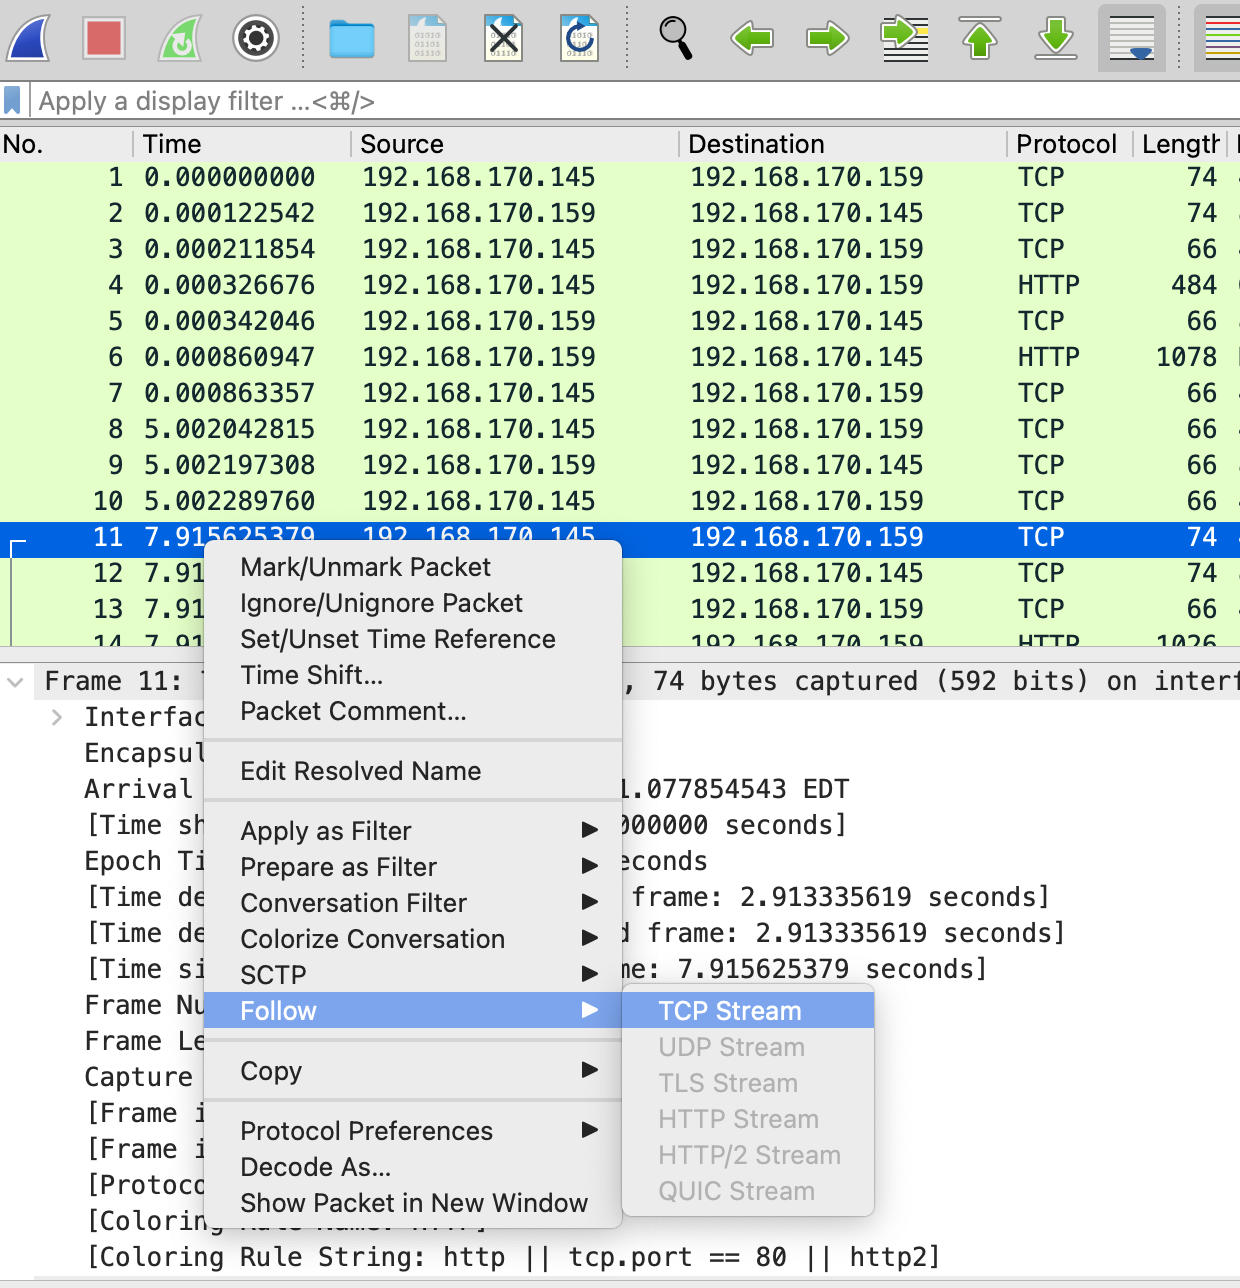 Apply a display filter ...<⌘/>
No. Time Source Destination Protocol Length
1 0.000000000 192.168.170.145 192.168.170.159 TCP 74
2 0.000122542 192.168.170.159 192.168.170.145 TCP 74
3 0.000211854 192.168.170.145 192.168.170.159 TCP 66
4 0.000326676 192.168.170.145 192.168.170.159 HTTP 484
5 0.000342046 192.168.170.159 192.168.170.145 TCP 66
6 0.000860947 192.168.170.159 192.168.170.145 HTTP 1078
7 0.000863357 192.168.170.145 192.168.170.159 TCP 66
8 5.002042815 192.168.170.145 192.168.170.159 TCP 66
9 5.002197308 192.168.170.159 192.168.170.145 TCP 66
10 5.002289760 192.168.170.145 192.168.170.159 TCP 66
11 7.915625379 192.168.170.145 192.168.170.159 TCP 74
12 7.91 192.168.170.145 TCP 74
13 7.91 192.168.170.159 TCP 66
14 7.91 192.168.170.159 HTTP 1026
Mark/Unmark Packet
Ignore/Unignore Packet
Set/Unset Time Reference
Time Shift...
Packet Comment...
Edit Resolved Name
Apply as Filter
Prepare as Filter
Conversation Filter
Colorize Conversation
SCTP
Follow
Copy
Protocol Preferences
Decode As...
Show Packet in New Window
TCP Stream
UDP Stream
TLS Stream
HTTP Stream
HTTP/2 Stream
QUIC Stream
Frame 11: , 74 bytes captured (592 bits) on interf
Interfac
Encapsul
Arrival 1.077854543 EDT
[Time sh 000000 seconds]
Epoch Ti econds
[Time de frame: 2.913335619 seconds]
[Time de d frame: 2.913335619 seconds]
[Time si me: 7.915625379 seconds]
Frame Nu
Frame Le
Capture
[Frame i
[Frame i
[Protoco
[Coloring Rule Name: HTTP]
[Coloring Rule String: http || tcp.port == 80 || http2]